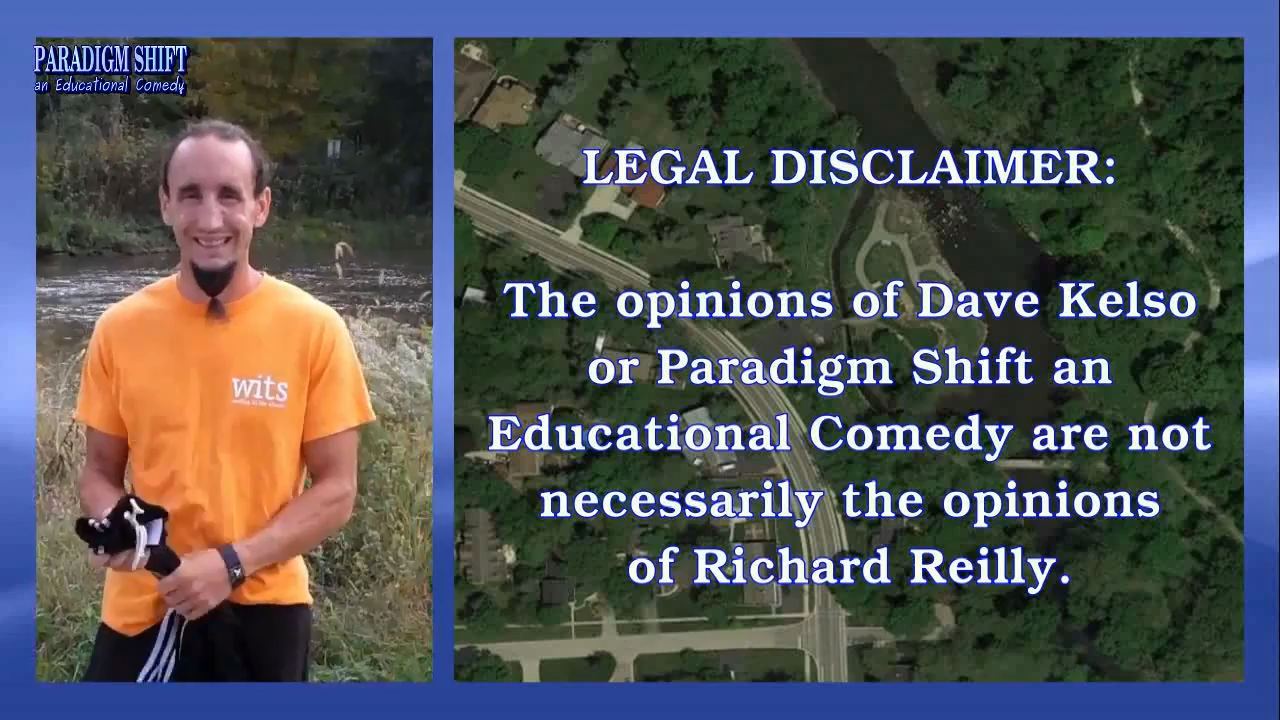 PARADIGM SHIFT
an Educational Comedy
wits
LEGAL DISCLAIMER:
The opinions of Dave Kelso
or Paradigm Shift an
Educational Comedy are not
necessarily the opinions
of Richard Reilly.